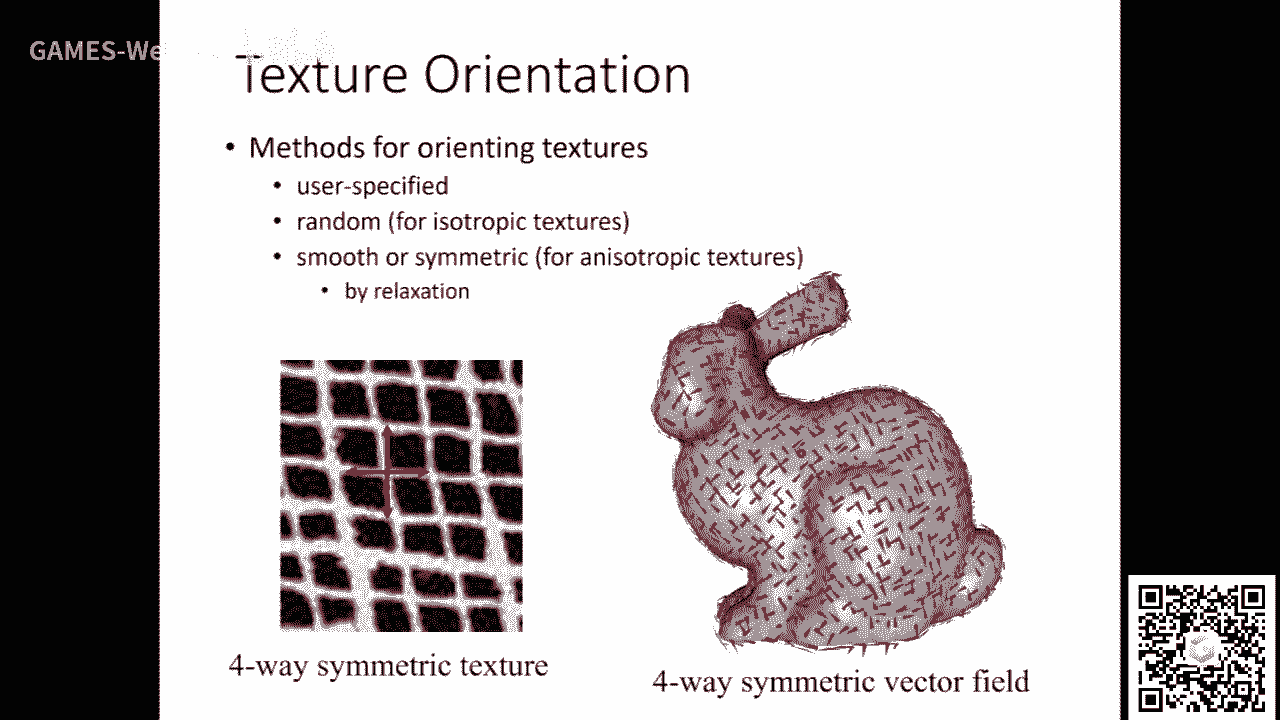 GAMES-We
Texture Orientation
• Methods for orienting textures
• user-specified
• random (for isotropic textures)
• smooth or symmetric (for anisotropic textures)
• by relaxation
4-way symmetric texture
4-way symmetric vector field